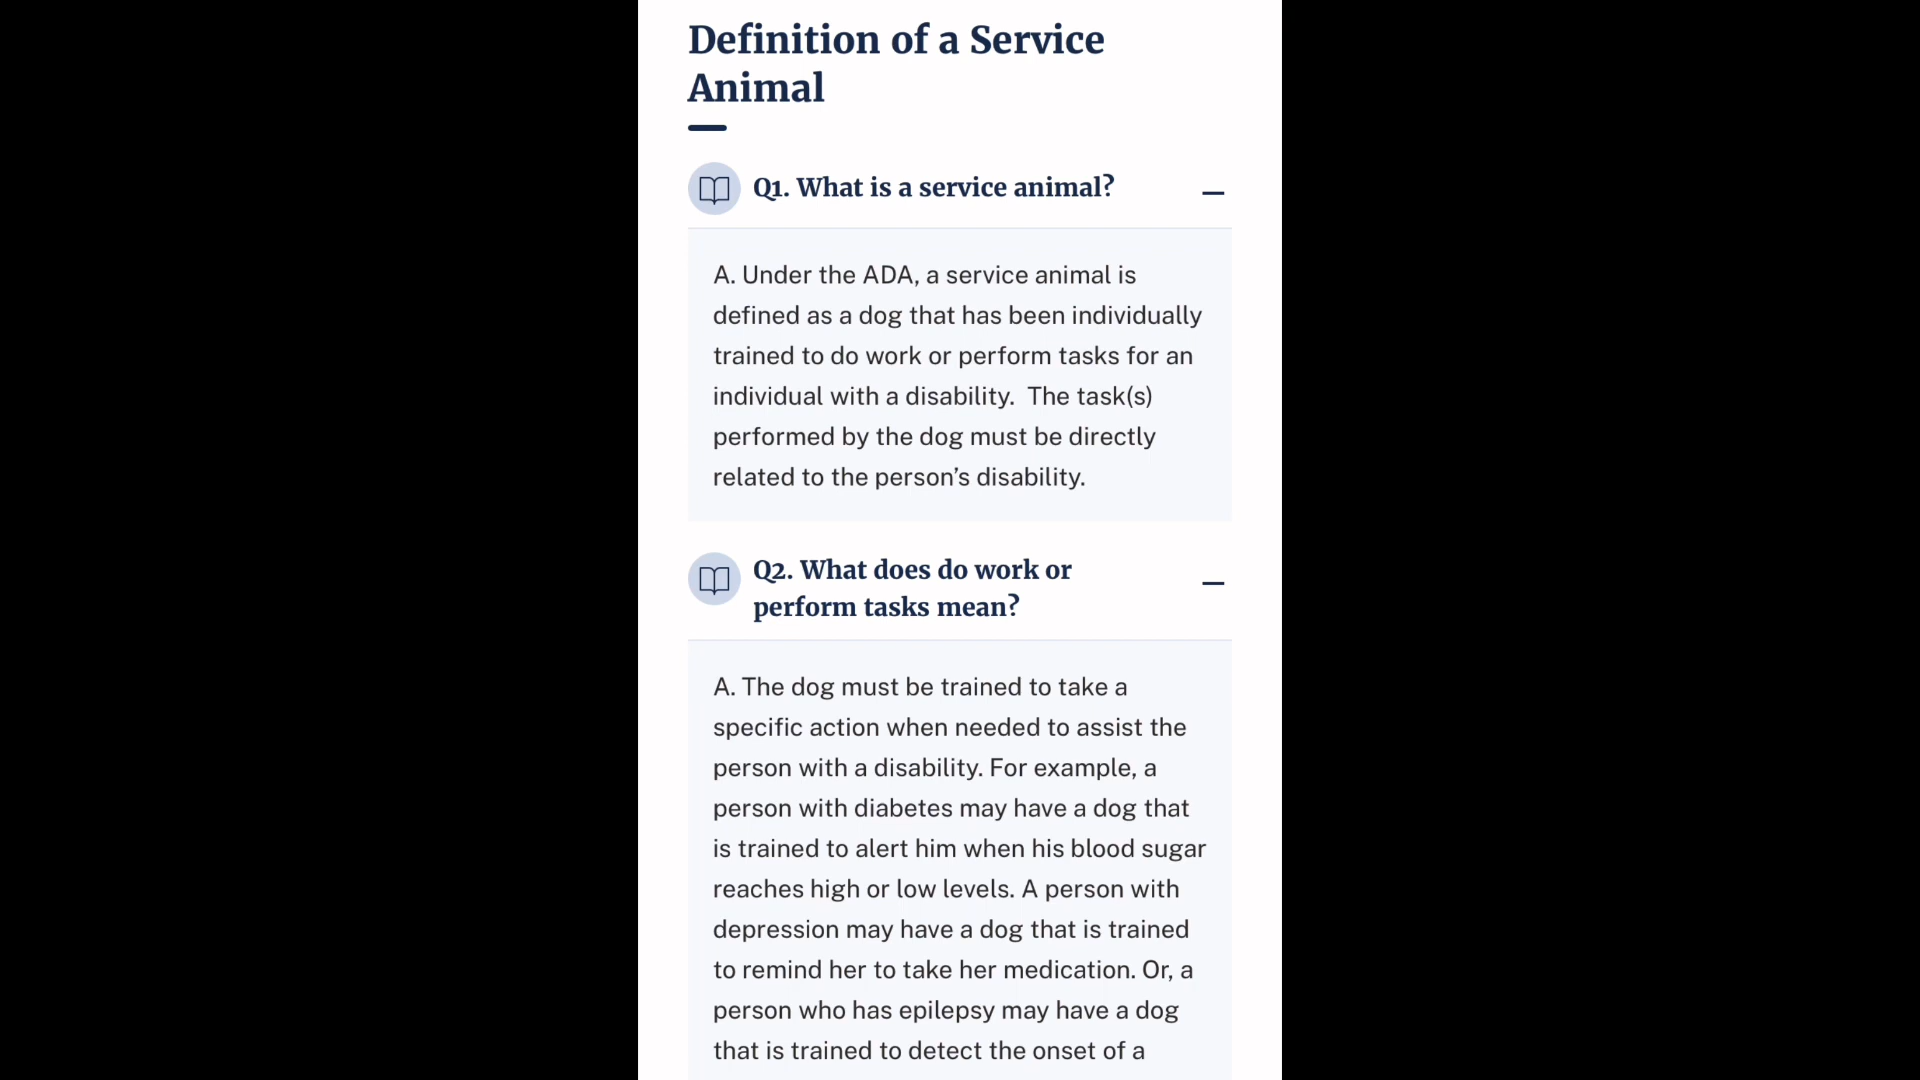 Definition of a Service
Animal
Q1. What is a service animal?
A. Under the ADA, a service animal is
defined as a dog that has been individually
trained to do work or perform tasks for an
individual with a disability.  The task(s)
performed by the dog must be directly
related to the person’s disability.
Q2. What does do work or
perform tasks mean?
A. The dog must be trained to take a
specific action when needed to assist the
person with a disability. For example, a
person with diabetes may have a dog that
is trained to alert him when his blood sugar
reaches high or low levels. A person with
depression may have a dog that is trained
to remind her to take her medication. Or, a
person who has epilepsy may have a dog
that is trained to detect the onset of a